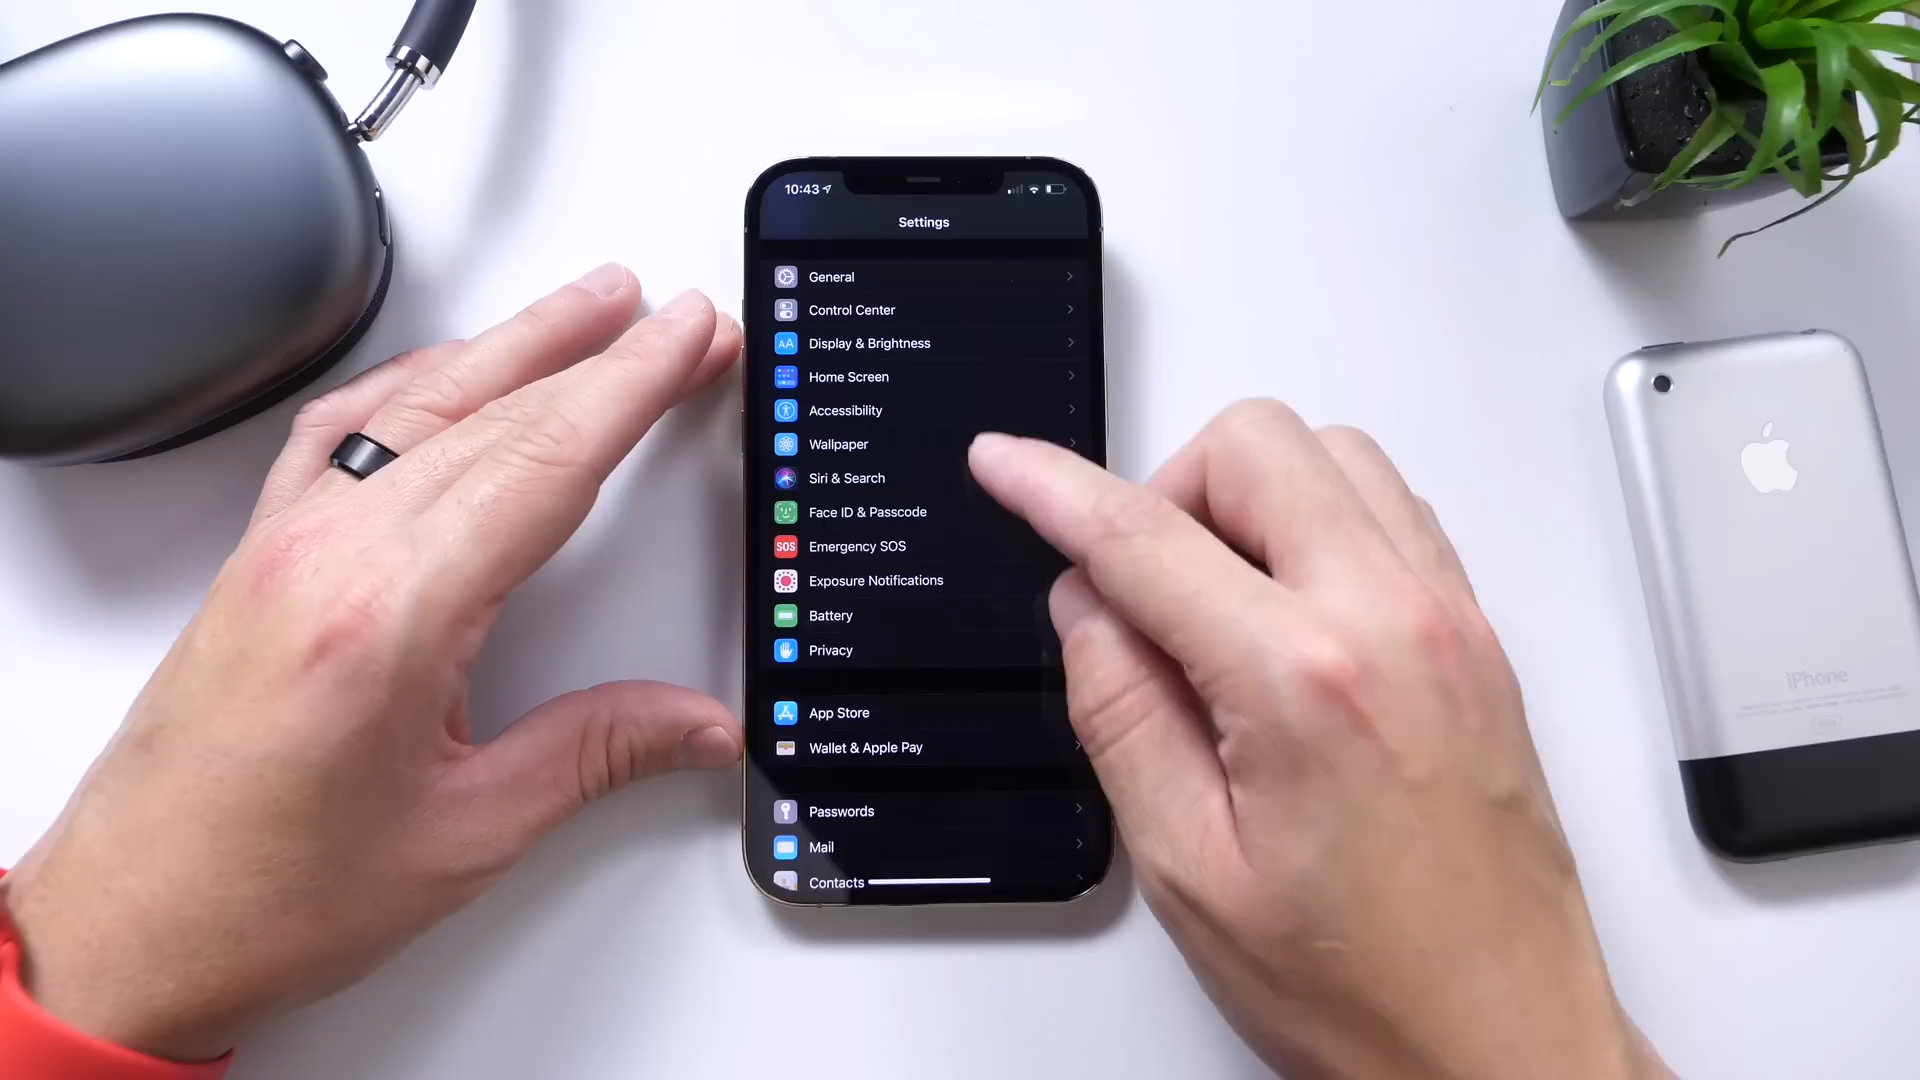 10:43
Settings
General
Control Center
AA Display & Brightness
Home Screen
Accessibility
Wallpaper
Siri & Search
Face ID & Passcode
SOS Emergency SOS
Exposure Notifications
Battery
Privacy
App Store
Wallet & Apple Pay
Passwords
Mail
Contacts
iPhone